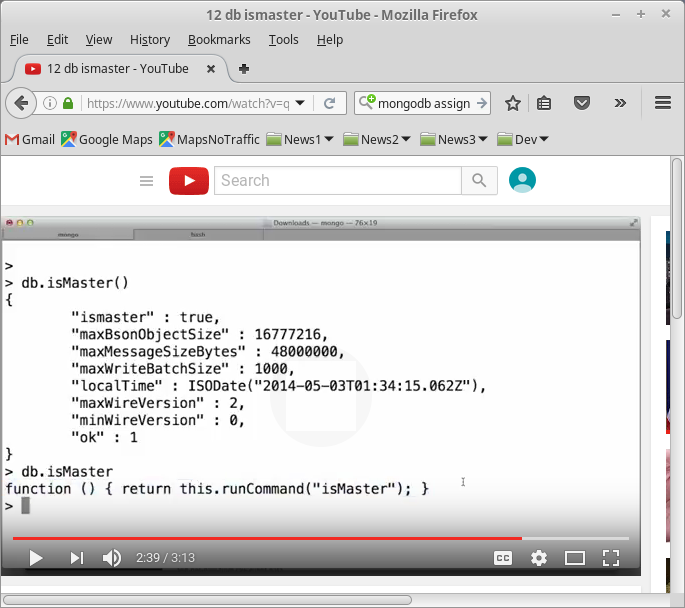 12 db ismaster - YouTube - Mozilla Firefox
File Edit View History Bookmarks Tools Help
12 db ismaster - YouTube
https://www.youtube.com/watch?v=q
mongodb assign
Gmail Google Maps MapsNoTraffic News1 News2 News3 Dev
Search
Downloads — mongo — 76×19
mongo bash
>
> db.isMaster()
{
"ismaster" : true,
"maxBsonObjectSize" : 16777216,
"maxMessageSizeBytes" : 48000000,
"maxWriteBatchSize" : 1000,
"localTime" : ISODate("2014-05-03T01:34:15.062Z"),
"maxWireVersion" : 2,
"minWireVersion" : 0,
"ok" : 1
}
> db.isMaster
function () { return this.runCommand("isMaster"); }
>
2:39 / 3:13 CC